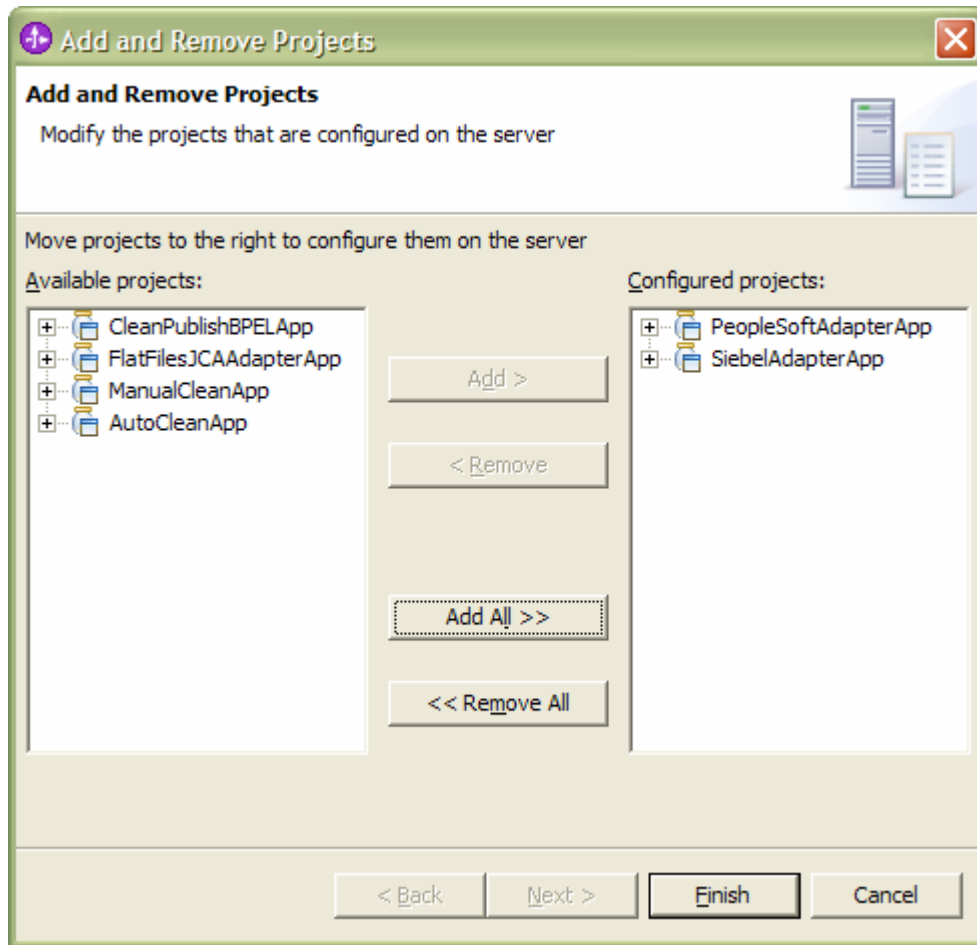 Add and Remove Projects
Add and Remove Projects
Modify the projects that are configured on the server
Move projects to the right to configure them on the server
Available projects:
CleanPublishBPELApp
FlatFilesJCAAdapterApp
ManualCleanApp
AutoCleanApp
Add >
< Remove
Add All >>
<< Remove All
Configured projects:
PeopleSoftAdapterApp
SiebelAdapterApp
< Back
Next >
Finish
Cancel